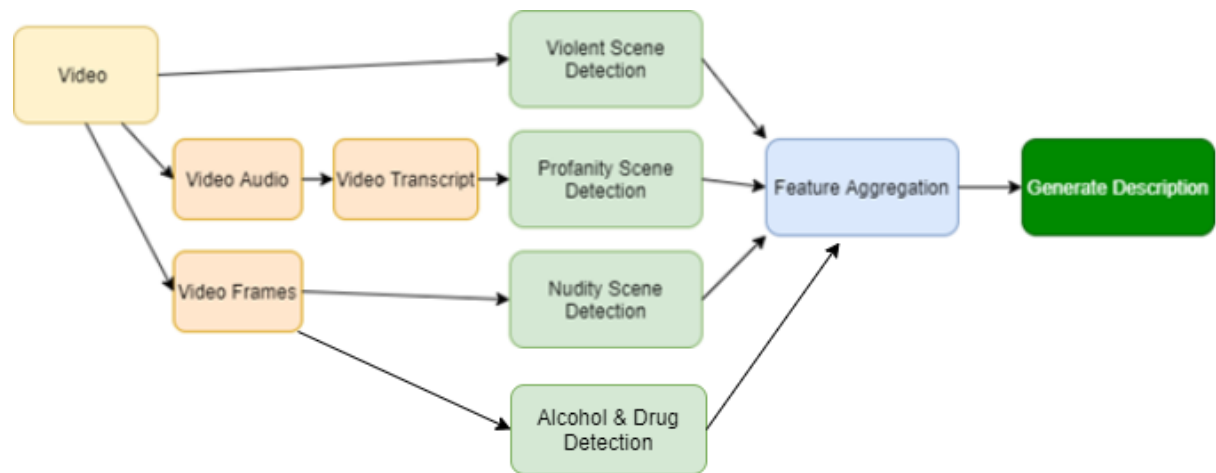 Video
Violent Scene
Detection
Video Audio
Video Transcript
Profanity Scene
Detection
Feature Aggregation
Generate Description
Video Frames
Nudity Scene
Detection
Alcohol & Drug
Detection